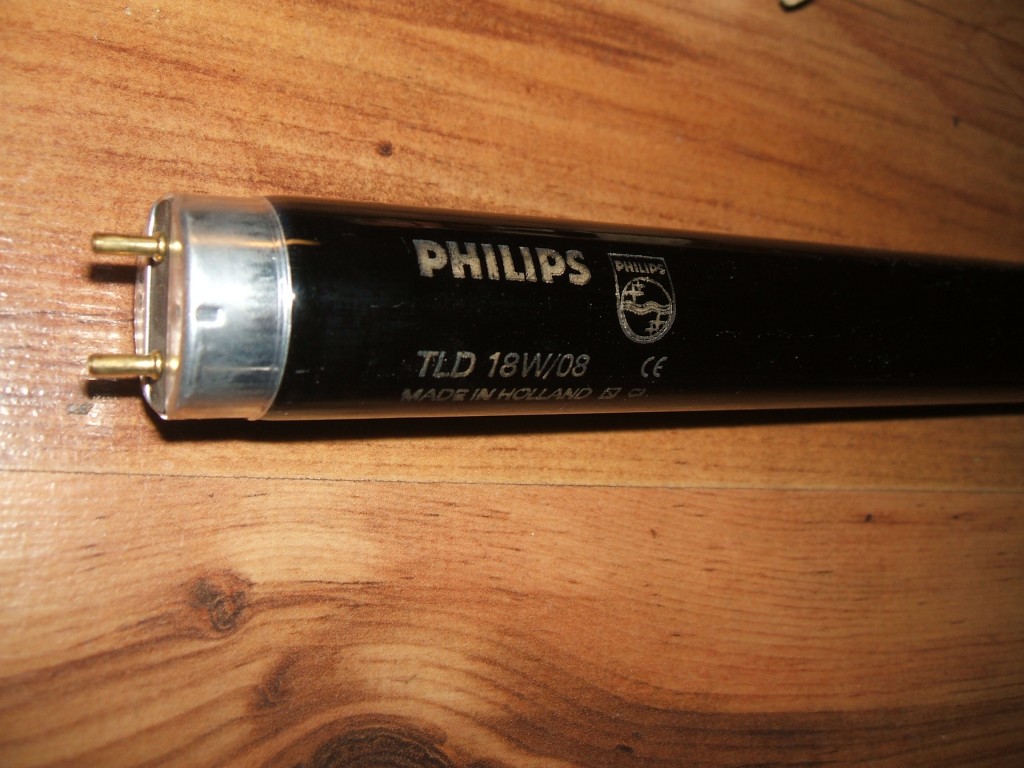 PHILIPS
PHILIPS
TLD 18W/08 CE
MADE IN HOLLAND